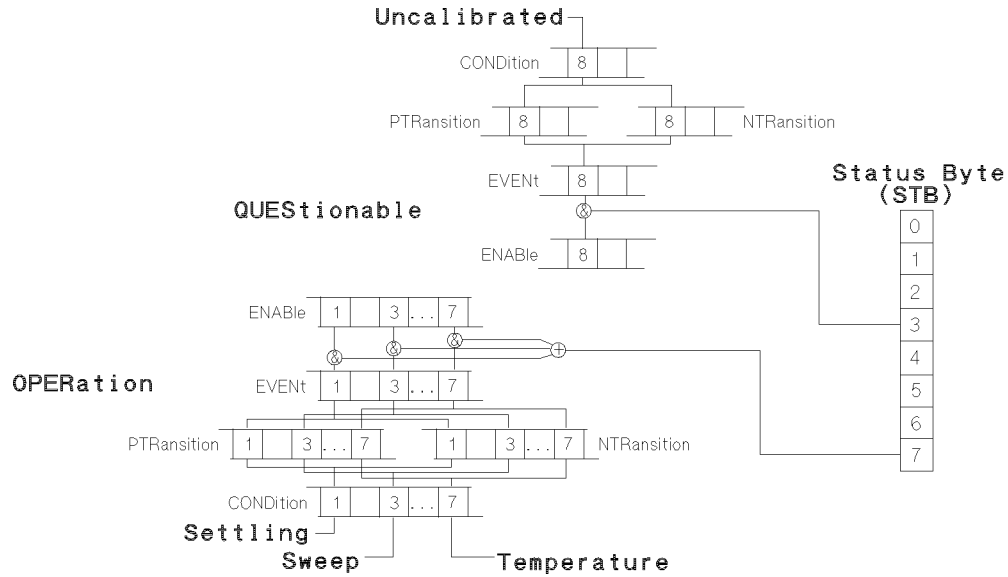 Uncalibrated
CONDition 8
PTRansition 8 8 NTRansition
EVENt 8
Status Byte
(STB)
QUEStionable &
0
1
2
3
4
5
6
7
ENABle 8
ENABle 1 3 ... 7
& & & +
OPERation
EVENt 1 3 ... 7
PTRansition 1 3 ... 7 1 3 ... 7 NTRansition
CONDition 1 3 ... 7
Settling
Sweep Temperature